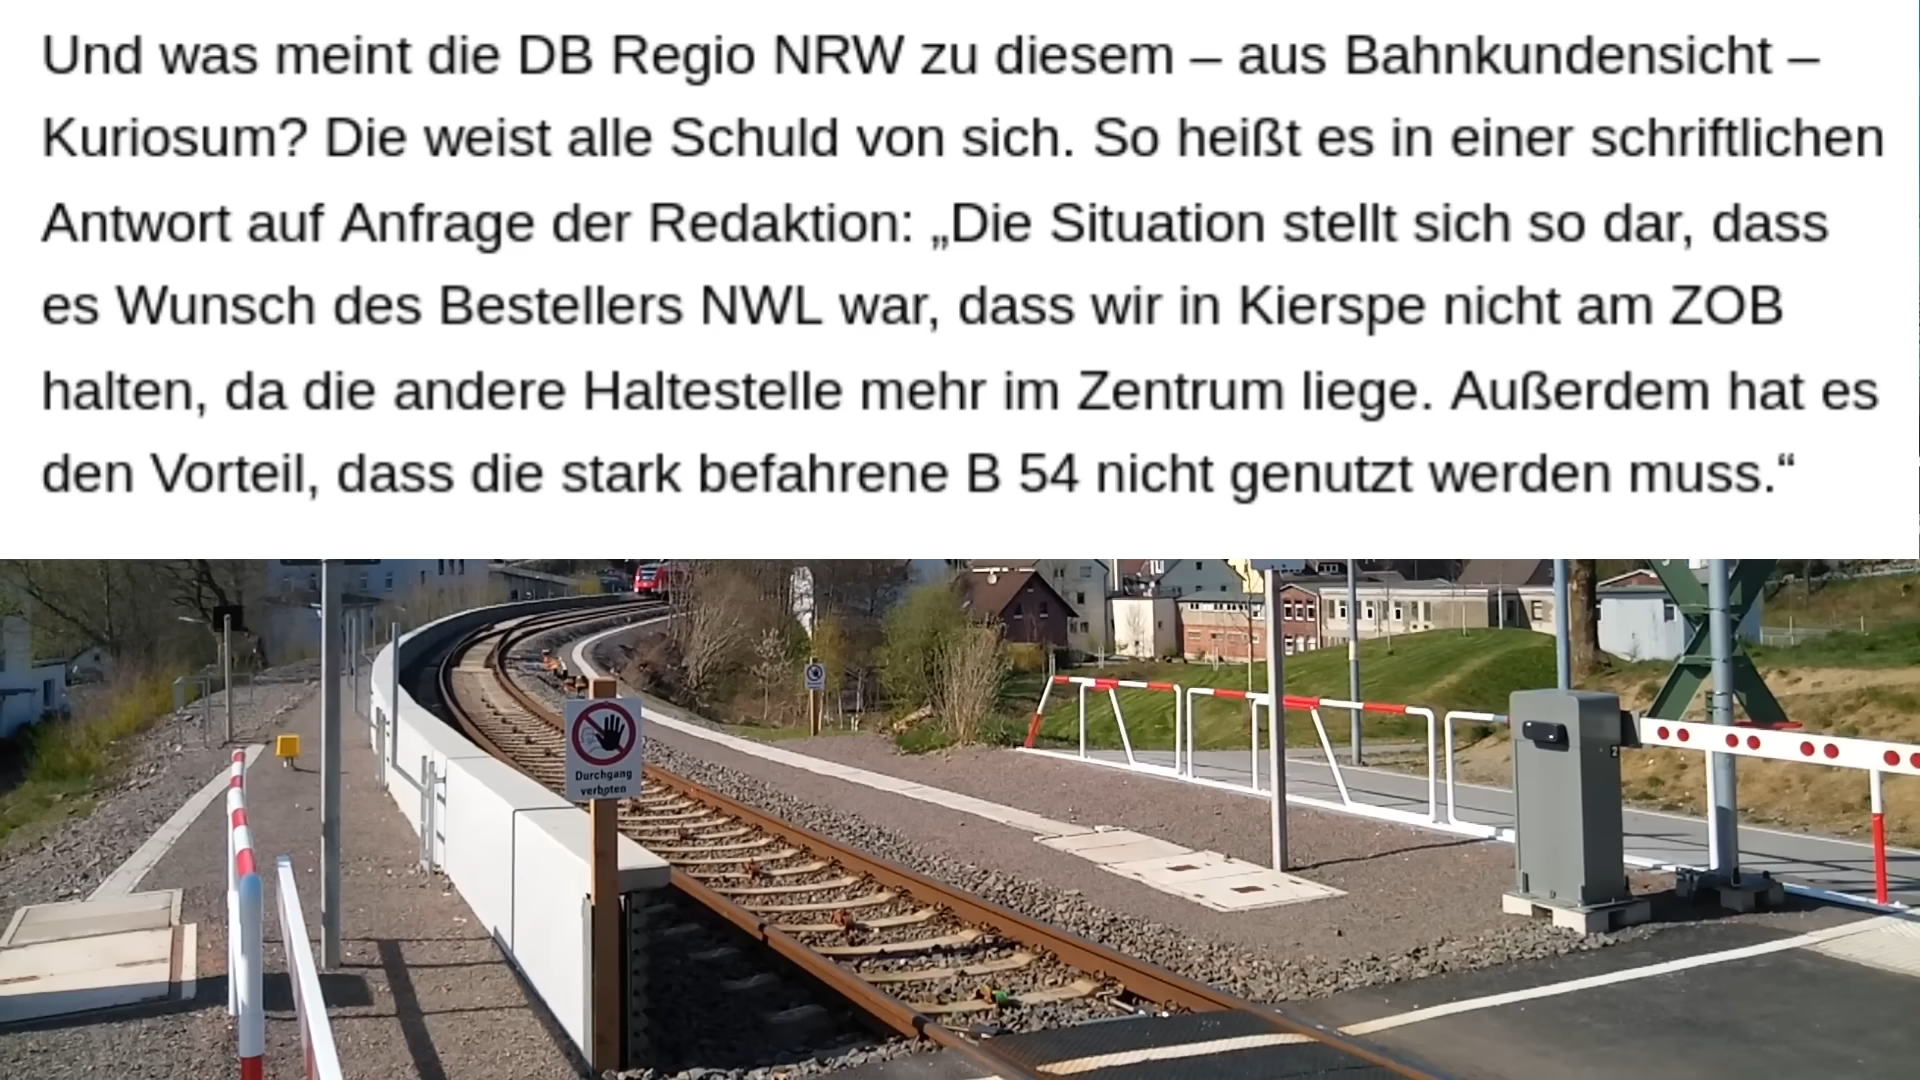 Und was meint die DB Regio NRW zu diesem – aus Bahnkundensicht –
Kuriosum? Die weist alle Schuld von sich. So heißt es in einer schriftlichen
Antwort auf Anfrage der Redaktion: „Die Situation stellt sich so dar, dass
es Wunsch des Bestellers NWL war, dass wir in Kierspe nicht am ZOB
halten, da die andere Haltestelle mehr im Zentrum liege. Außerdem hat es
den Vorteil, dass die stark befahrene B 54 nicht genutzt werden muss.“
Durchgang
verboten
2